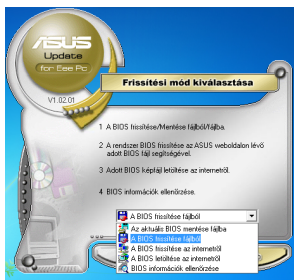 ASUS
Update
for Eee Pc
V1.02.01
Frissítési mód kiválasztása
1 A BIOS frissítése/Mentése fájlból/fájlba.
2 A rendszer BIOS frissítése az ASUS weboldalon lévő
adott BIOS fájl segítségével.
3 Adott BIOS képfájl letöltése az internetről.
4 BIOS információk ellenőrzése.
A BIOS frissítése fájlból
Az aktuális BIOS mentése fájlba
A BIOS frissítése fájlból
A BIOS frissítése az internetről
A BIOS letöltése az internetről
BIOS információk ellenőrzése